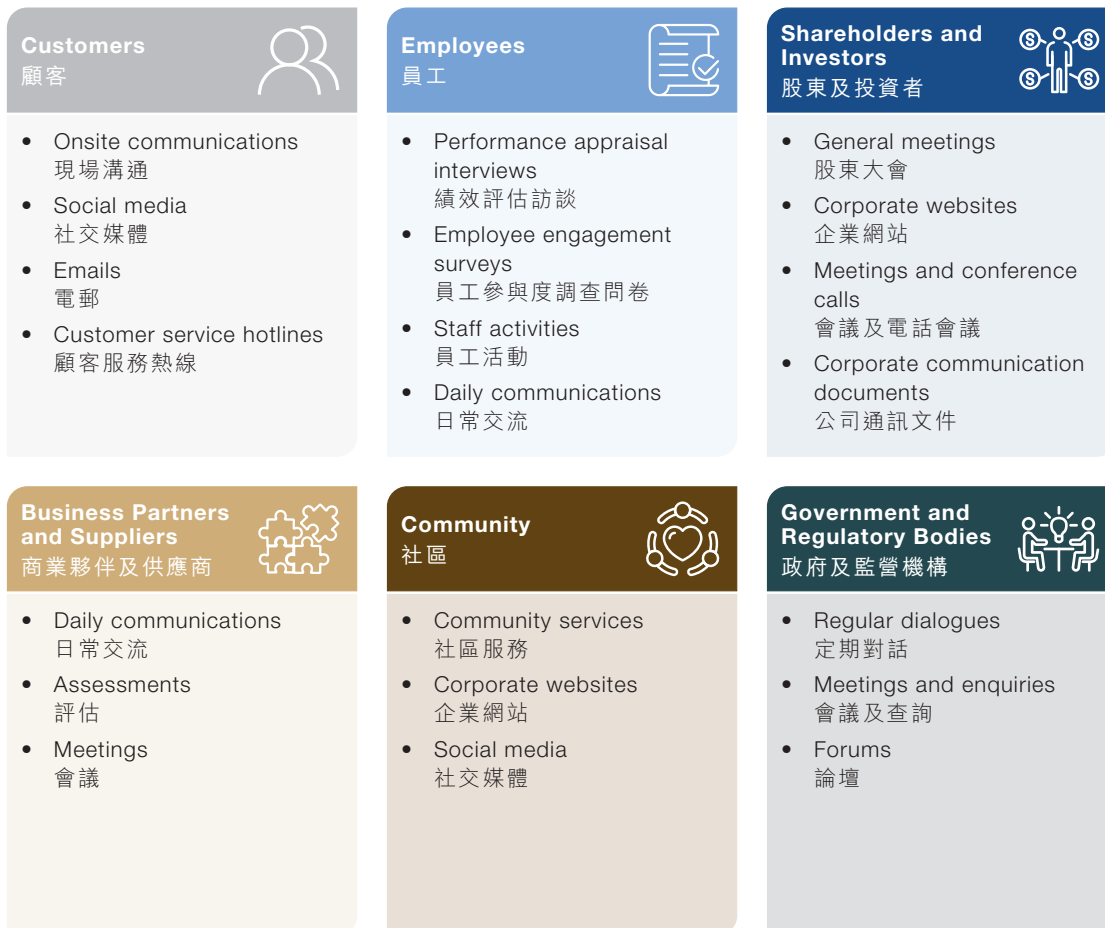 Customers
顧客
• Onsite communications
現場溝通
• Social media
社交媒體
• Emails
電郵
• Customer service hotlines
顧客服務熱線
Employees
員工
• Performance appraisal
interviews
績效評估訪談
• Employee engagement
surveys
員工參與度調查問卷
• Staff activities
員工活動
• Daily communications
日常交流
Shareholders and
Investors
股東及投資者
• General meetings
股東大會
• Corporate websites
企業網站
• Meetings and conference
calls
會議及電話會議
• Corporate communication
documents
公司通訊文件
Business Partners
and Suppliers
商業夥伴及供應商
• Daily communications
日常交流
• Assessments
評估
• Meetings
會議
Community
社區
• Community services
社區服務
• Corporate websites
企業網站
• Social media
社交媒體
Government and
Regulatory Bodies
政府及監營機構
• Regular dialogues
定期對話
• Meetings and enquiries
會議及查詢
• Forums
論壇